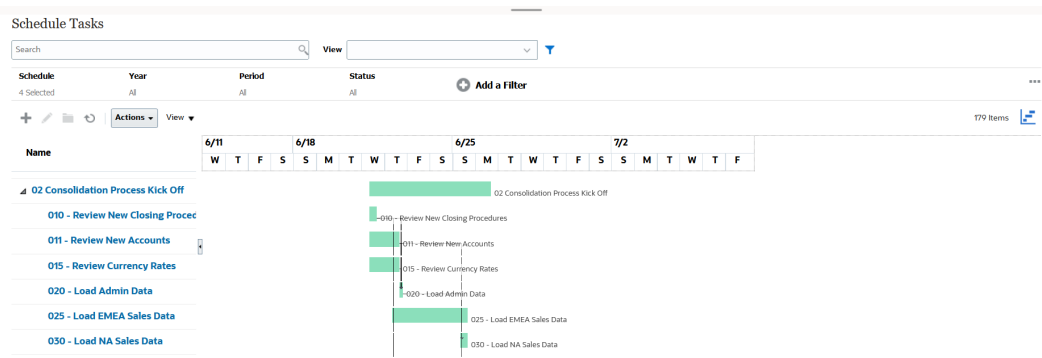 Schedule Tasks
Search
View
Schedule Year Period Status
4 Selected All All All
Add a Filter
Actions View 179 Items
Name
6/11 6/18 6/25 7/2
W T F S S M T W T F S S M T W T F S S M T W T F
02 Consolidation Process Kick Off 02 Consolidation Process Kick Off
010 - Review New Closing Proced 010 - Review New Closing Procedures
011 - Review New Accounts 011 - Review New Accounts
015 - Review Currency Rates 015 - Review Currency Rates
020 - Load Admin Data 020 - Load Admin Data
025 - Load EMEA Sales Data 025 - Load EMEA Sales Data
030 - Load NA Sales Data 030 - Load NA Sales Data